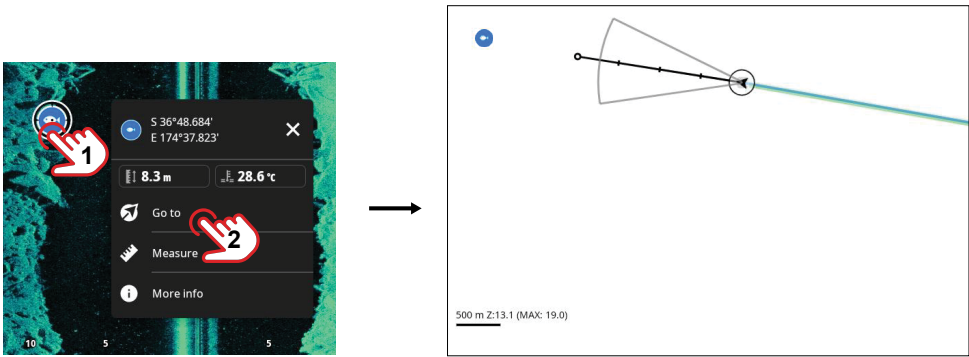 1
S 36°48.684'
E 174°37.823'
8.3 m
28.6 °C
Go to
2
Measure
More info
10
5
5
500 m Z:13.1 (MAX: 19.0)